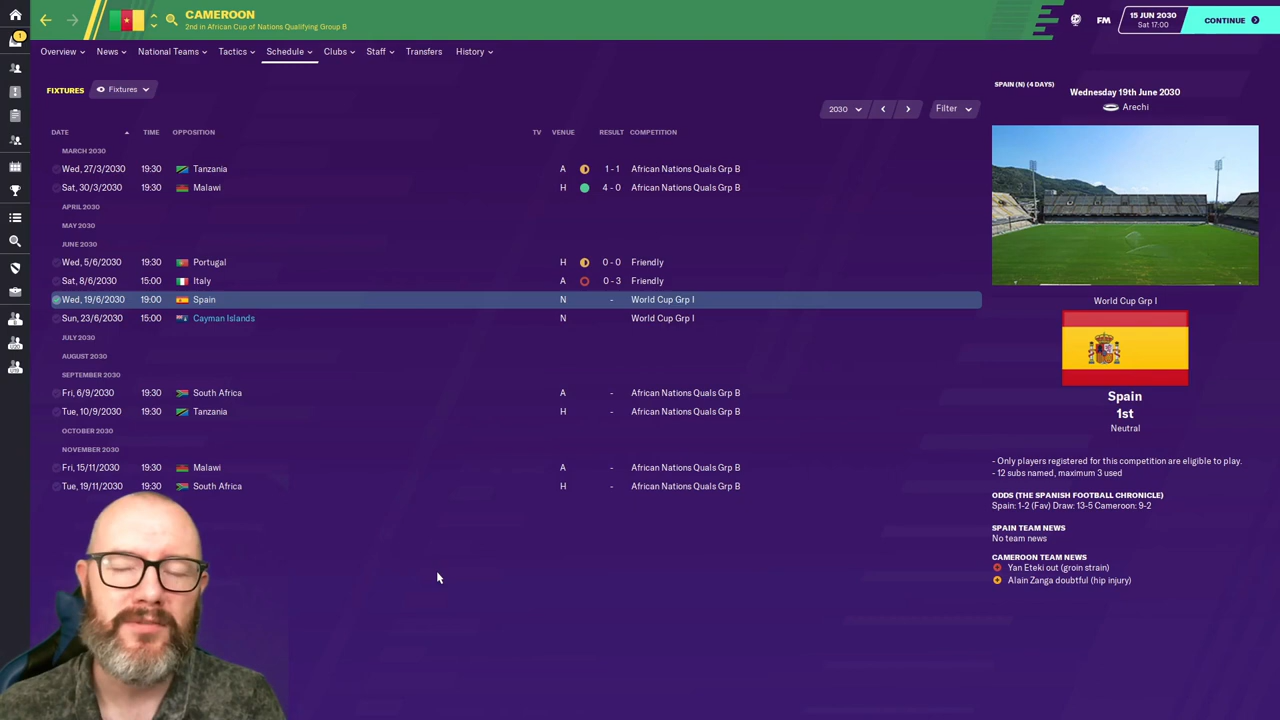 CAMEROON
2nd in African Cup of Nations Qualifying Group B
FM
15 JUN 2030
Sat 17:00
CONTINUE
1
Overview News National Teams Tactics Schedule Clubs Staff Transfers History
FIXTURES Fixtures
2030 Filter
DATE TIME OPPOSITION TV VENUE RESULT COMPETITION
MARCH 2030
Wed, 27/3/2030 19:30 Tanzania A 1 - 1 African Nations Quals Grp B
Sat, 30/3/2030 19:30 Malawi H 4 - 0 African Nations Quals Grp B
APRIL 2030
MAY 2030
JUNE 2030
Wed, 5/6/2030 19:30 Portugal H 0 - 0 Friendly
Sat, 8/6/2030 15:00 Italy A 0 - 3 Friendly
Wed, 19/6/2030 19:00 Spain N - World Cup Grp I
Sun, 23/6/2030 15:00 Cayman Islands N World Cup Grp I
JULY 2030
AUGUST 2030
SEPTEMBER 2030
Fri, 6/9/2030 19:30 South Africa A - African Nations Quals Grp B
Tue, 10/9/2030 19:30 Tanzania H - African Nations Quals Grp B
OCTOBER 2030
NOVEMBER 2030
Fri, 15/11/2030 19:30 Malawi A - African Nations Quals Grp B
Tue, 19/11/2030 19:30 South Africa H - African Nations Quals Grp B
SPAIN (N) (4 DAYS)
Wednesday 19th June 2030
Arechi
World Cup Grp I
Spain
1st
Neutral
- Only players registered for this competition are eligible to play.
- 12 subs named, maximum 3 used
ODDS (THE SPANISH FOOTBALL CHRONICLE)
Spain: 1-2 (Fav) Draw: 13-5 Cameroon: 9-2
SPAIN TEAM NEWS
No team news
CAMEROON TEAM NEWS
Yan Eteki out (groin strain)
Alain Zanga doubtful (hip injury)